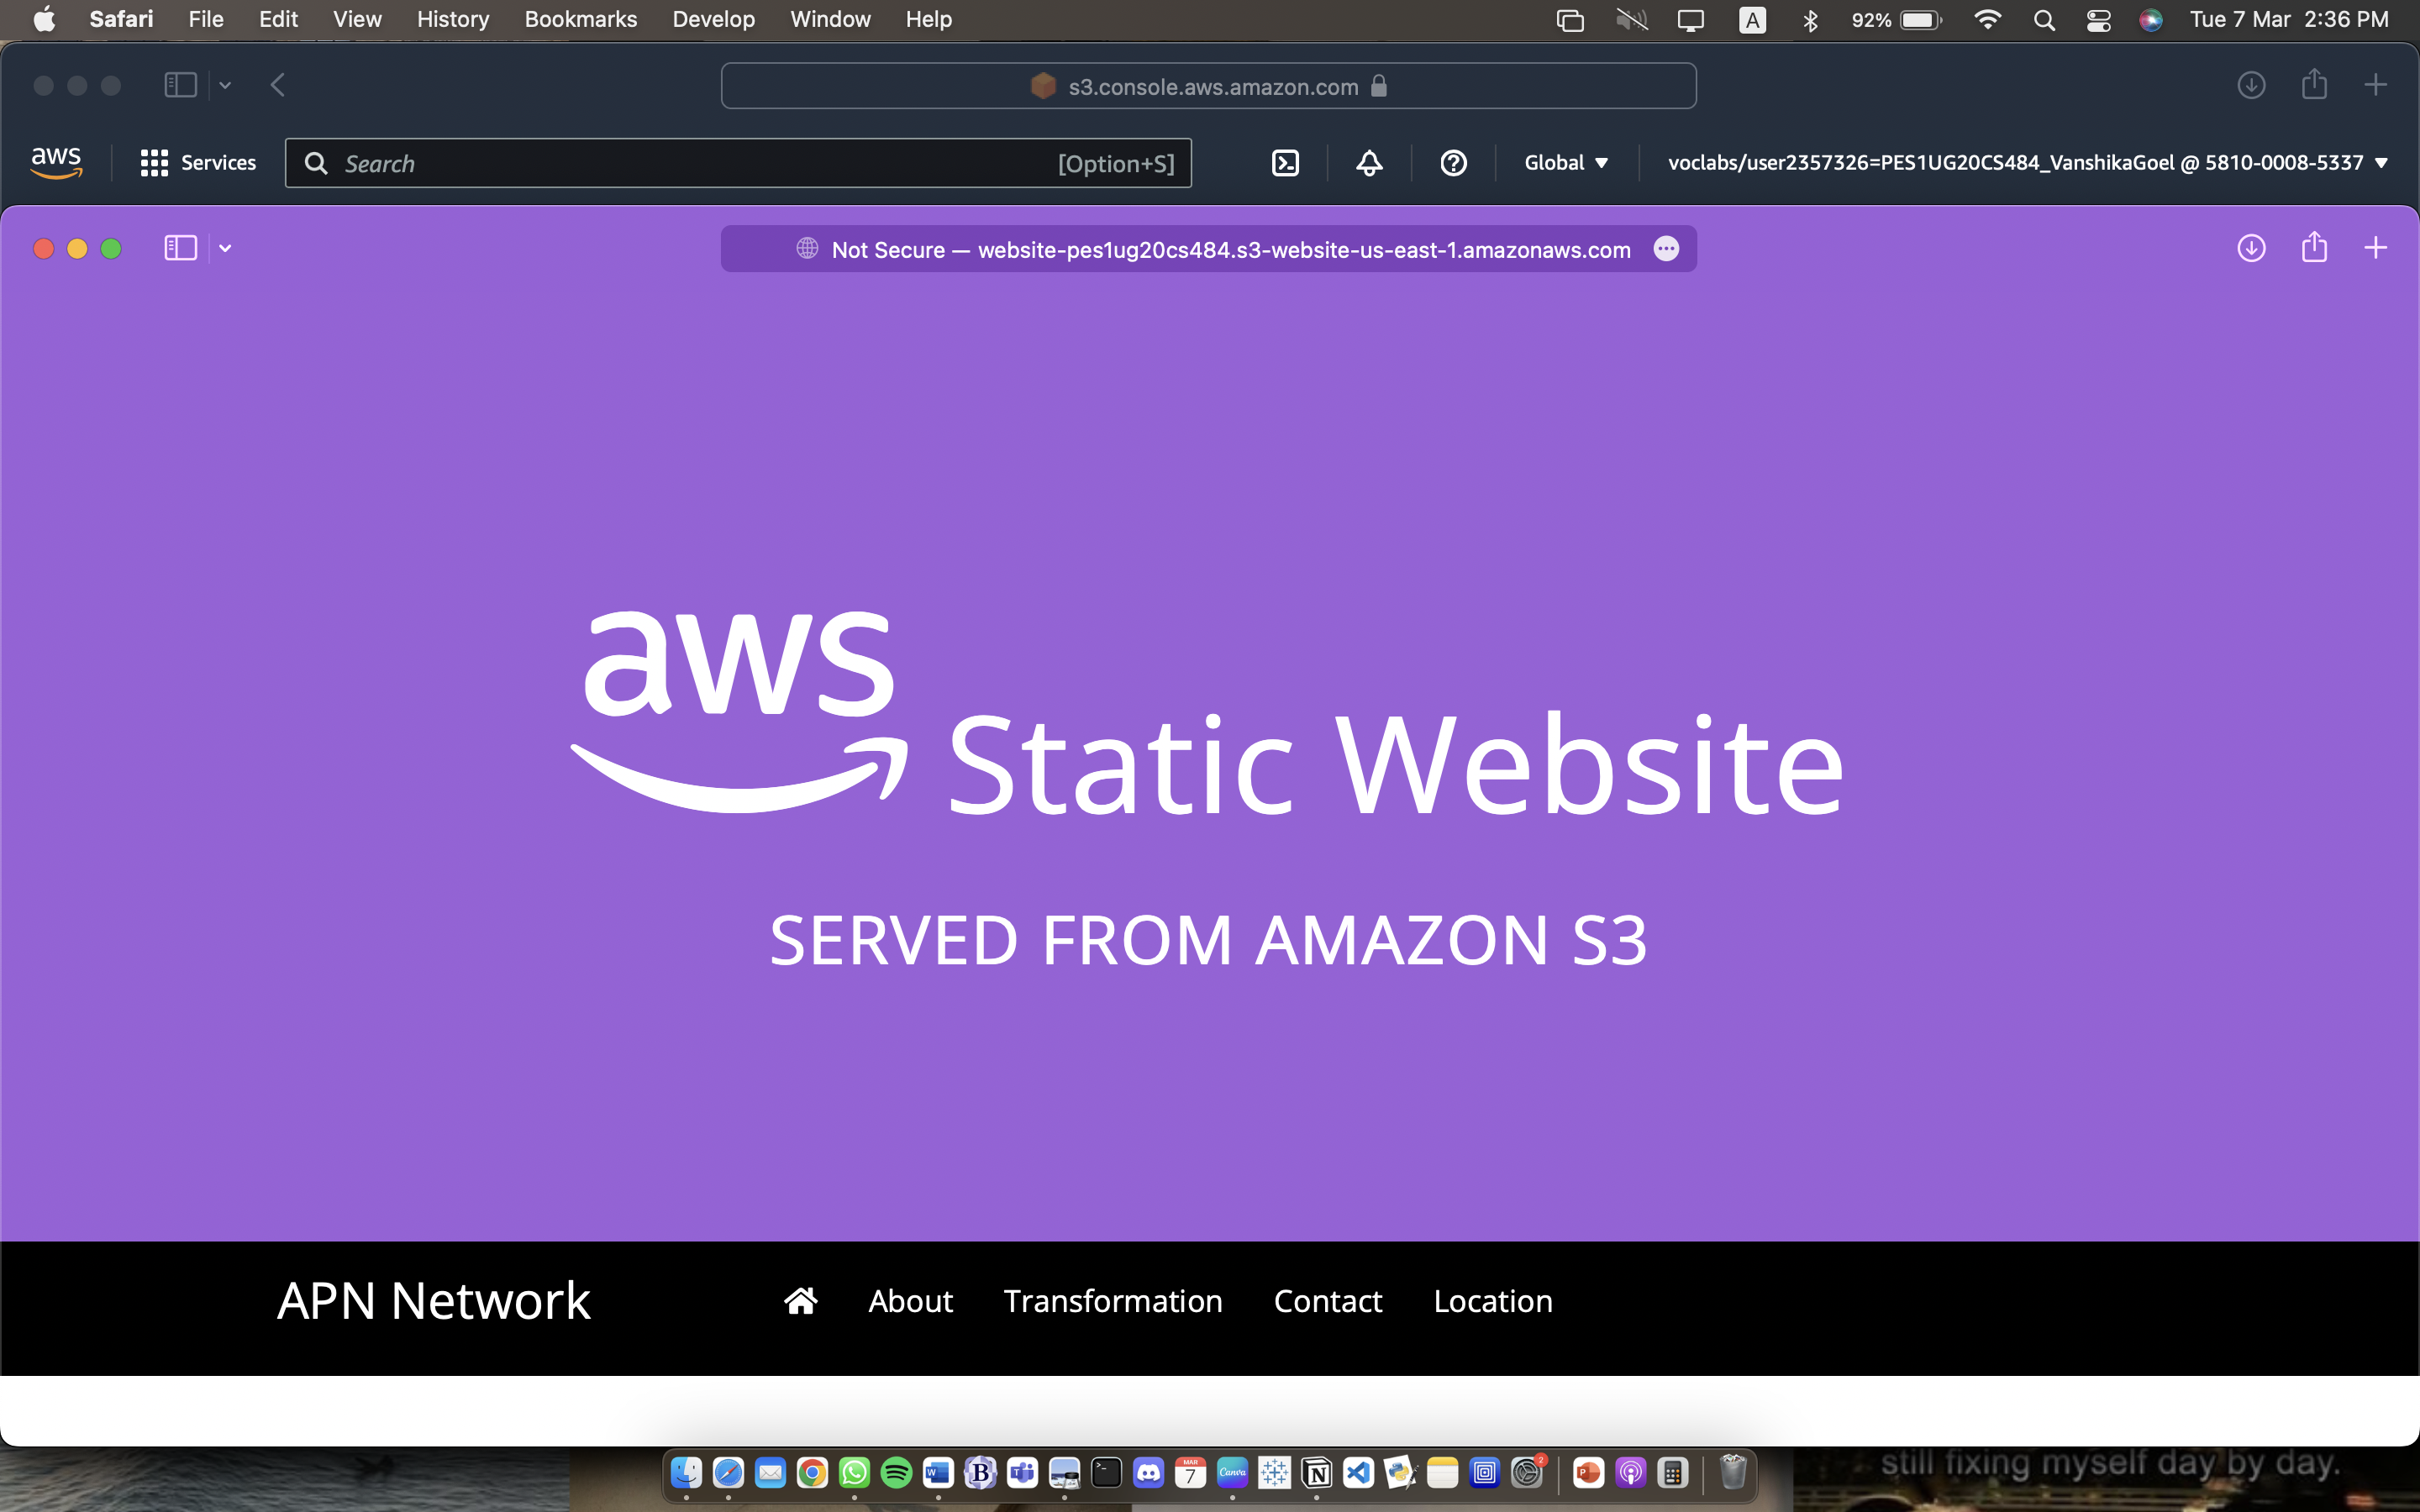 Safari File Edit View History Bookmarks Develop Window Help A 92% Tue 7 Mar 2:36 PM
s3.console.aws.amazon.com
aws Services Search [Option+S] Global voclabs/user2357326=PES1UG20CS484_VanshikaGoel @ 5810-0008-5337
Not Secure — website-pes1ug20cs484.s3-website-us-east-1.amazonaws.com
aws Static Website
SERVED FROM AMAZON S3
APN Network About Transformation Contact Location
still fixing myself day by day.
W B T MAR 7 Canva N 2 P